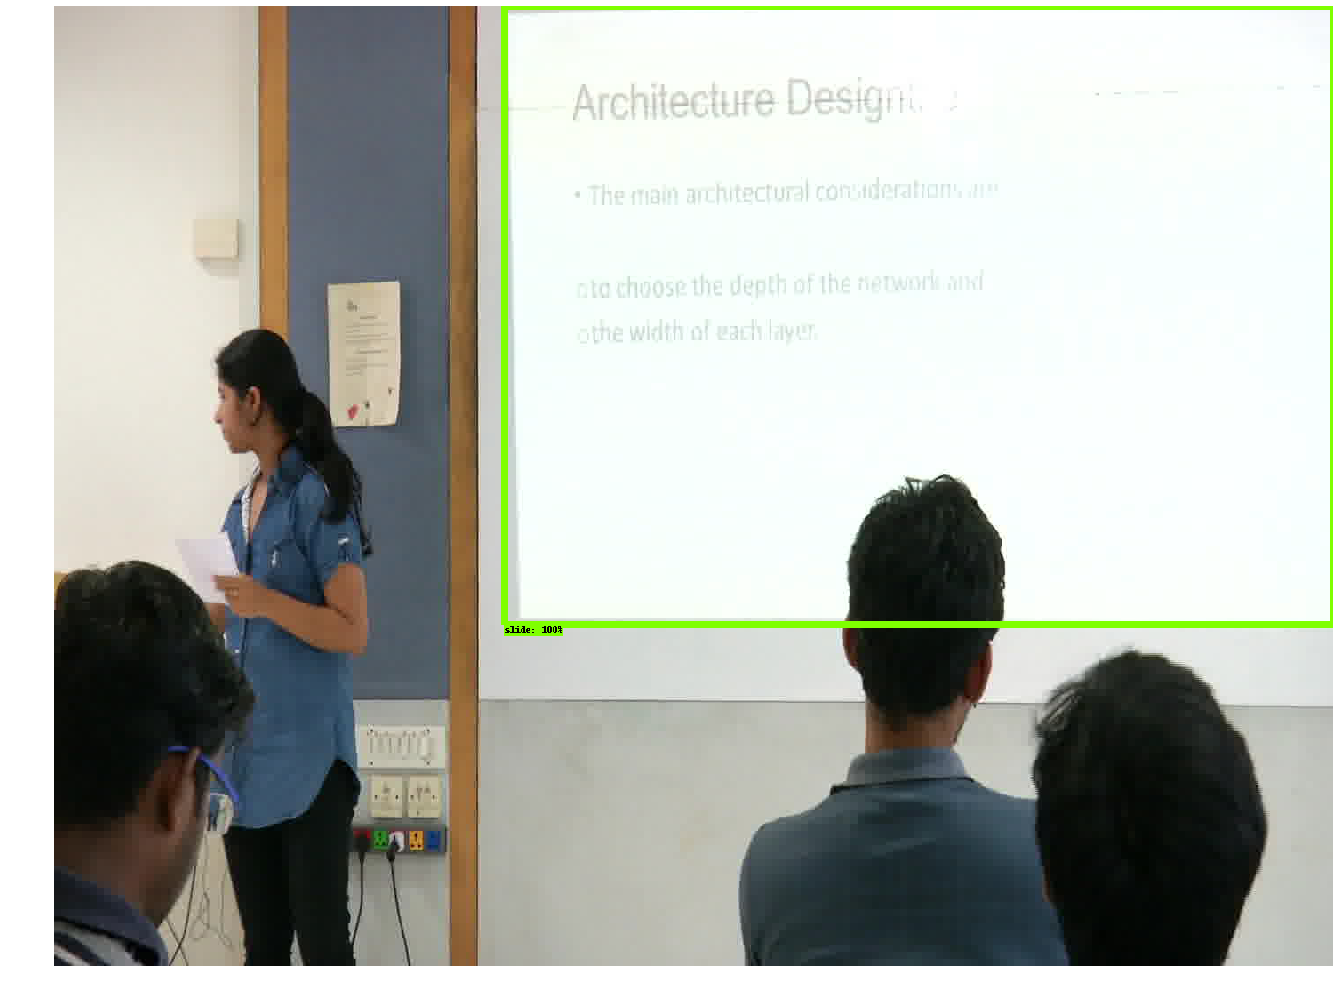 Architecture Design
• The main architectural considerations are
o to choose the depth of the network and
o the width of each layer.
slide: 100%